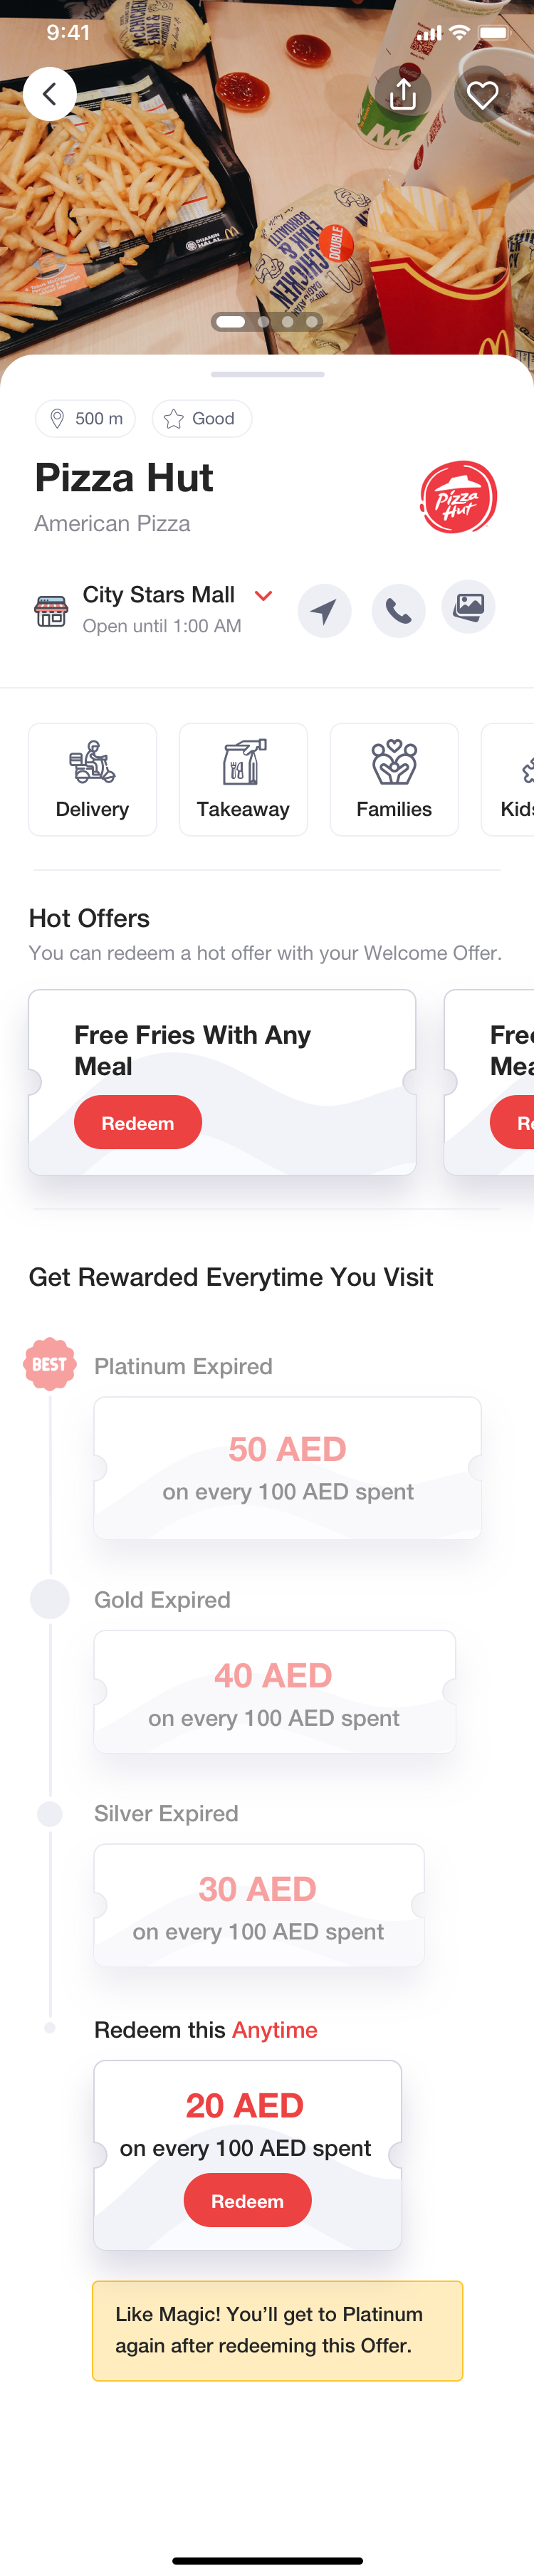 9:41
CHICKEN
DUAMIN
HALAL
DOUBLE
CHICKEN
500 m
Good
Pizza Hut
American Pizza
Pizza
Hut
City Stars Mall
Open until 1:00 AM
Delivery
Takeaway
Families
Kids
Hot Offers
You can redeem a hot offer with your Welcome Offer.
Free Fries With Any
Meal
Redeem
Get Rewarded Everytime You Visit
BEST
Platinum Expired
50 AED
on every 100 AED spent
Gold Expired
40 AED
on every 100 AED spent
Silver Expired
30 AED
on every 100 AED spent
Redeem this Anytime
20 AED
on every 100 AED spent
Redeem
Like Magic! You’ll get to Platinum
again after redeeming this Offer.